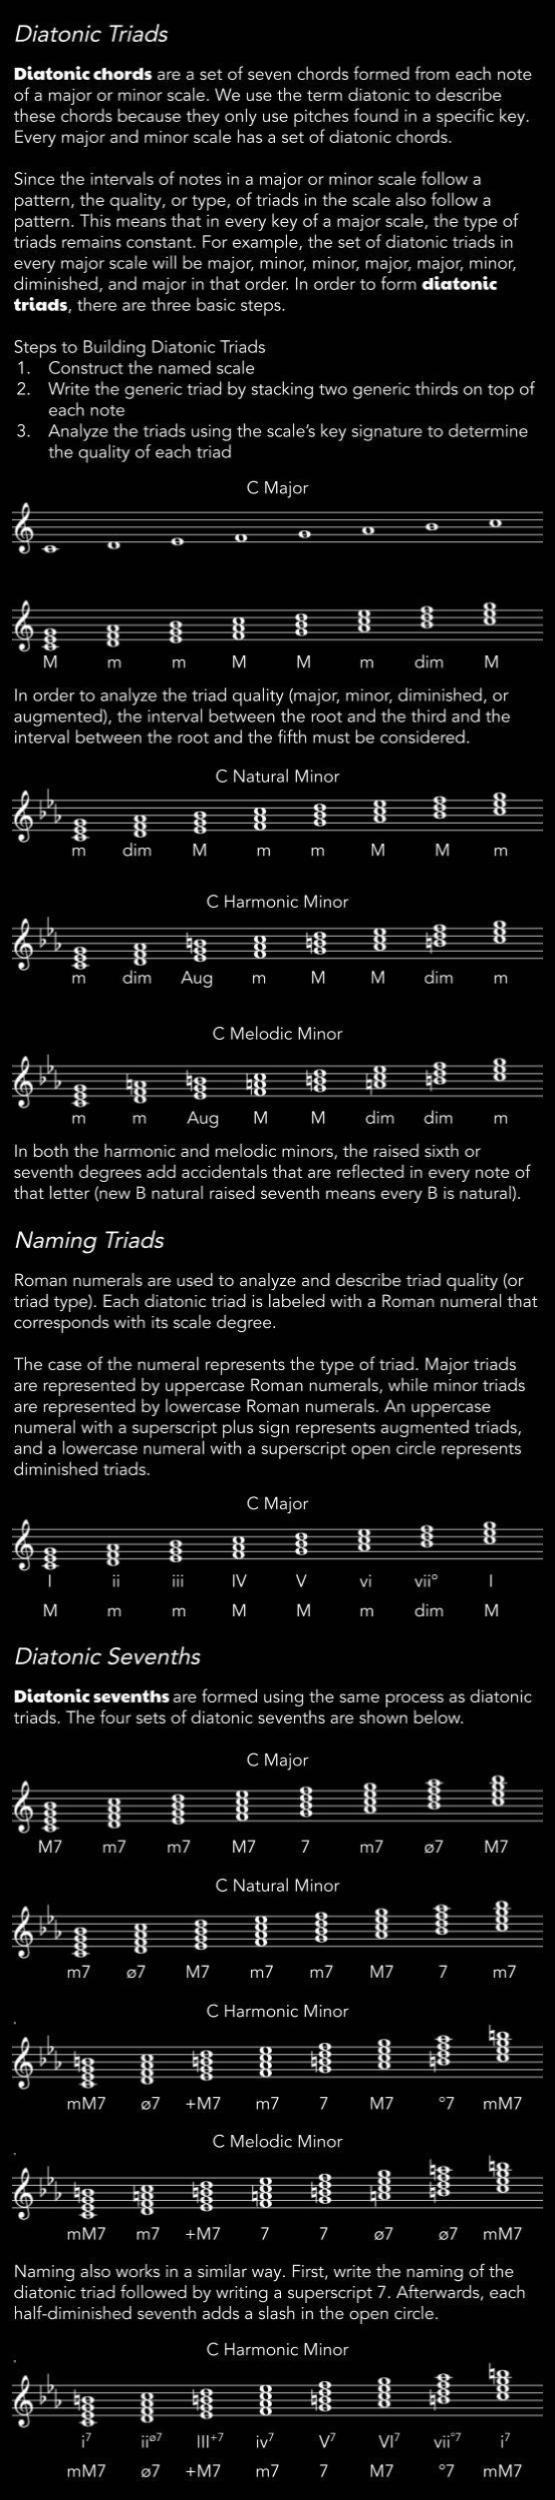 Diatonic Triads
Diatonic chords are a set of seven chords formed from each note
of a major or minor scale. We use the term diatonic to describe
these chords because they only use pitches found in a specific key.
Every major and minor scale has a set of diatonic chords.
Since the intervals of notes in a major or minor scale follow a
pattern, the quality, or type, of triads in the scale also follow a
pattern. This means that in every key of a major scale, the type of
triads remains constant. For example, the set of diatonic triads in
every major scale will be major, minor, minor, major, major, minor,
diminished, and major in that order. In order to form diatonic
triads, there are three basic steps.
Steps to Building Diatonic Triads
1. Construct the named scale
2. Write the generic triad by stacking two generic thirds on top of
each note
3. Analyze the triads using the scale's key signature to determine
the quality of each triad
C Major
M m m M M m dim M
In order to analyze the triad quality (major, minor, diminished, or
augmented), the interval between the root and the third and the
interval between the root and the fifth must be considered.
C Natural Minor
m dim M m m M M m
C Harmonic Minor
m dim Aug m M M dim m
C Melodic Minor
m m Aug M M dim dim m
In both the harmonic and melodic minors, the raised sixth or
seventh degrees add accidentals that are reflected in every note of
that letter (new B natural raised seventh means every B is natural).
Naming Triads
Roman numerals are used to analyze and describe triad quality (or
triad type). Each diatonic triad is labeled with a Roman numeral that
corresponds with its scale degree.
The case of the numeral represents the type of triad. Major triads
are represented by uppercase Roman numerals, while minor triads
are represented by lowercase Roman numerals. An uppercase
numeral with a superscript plus sign represents augmented triads,
and a lowercase numeral with a superscript open circle represents
diminished triads.
C Major
I ii iii IV V vi vii° I
M m m M M m dim M
Diatonic Sevenths
Diatonic sevenths are formed using the same process as diatonic
triads. The four sets of diatonic sevenths are shown below.
C Major
M7 m7 m7 M7 7 m7 ø7 M7
C Natural Minor
m7 ø7 M7 m7 m7 M7 7 m7
C Harmonic Minor
mM7 ø7 +M7 m7 7 M7 °7 mM7
C Melodic Minor
mM7 m7 +M7 7 7 ø7 ø7 mM7
Naming also works in a similar way. First, write the naming of the
diatonic triad followed by writing a superscript 7. Afterwards, each
half-diminished seventh adds a slash in the open circle.
C Harmonic Minor
i⁷ iiø⁷ III⁺⁷ iv⁷ V⁷ VI⁷ vii°⁷ i⁷
mM7 ø7 +M7 m7 7 M7 °7 mM7